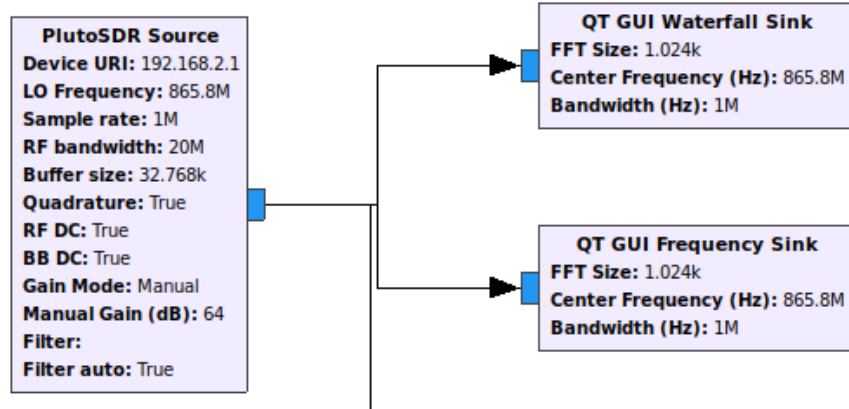 PlutoSDR Source
Device URI: 192.168.2.1
LO Frequency: 865.8M
Sample rate: 1M
RF bandwidth: 20M
Buffer size: 32.768k
Quadrature: True
RF DC: True
BB DC: True
Gain Mode: Manual
Manual Gain (dB): 64
Filter:
Filter auto: True
QT GUI Waterfall Sink
FFT Size: 1.024k
Center Frequency (Hz): 865.8M
Bandwidth (Hz): 1M
QT GUI Frequency Sink
FFT Size: 1.024k
Center Frequency (Hz): 865.8M
Bandwidth (Hz): 1M